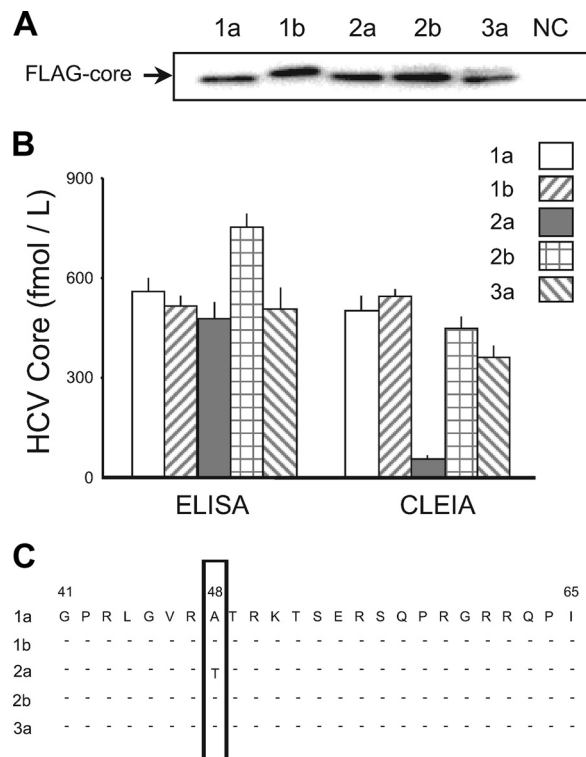 A
1a 1b 2a 2b 3a NC
FLAG-core
B
1a
1b
2a
2b
3a
900
600
300
0
HCV Core (fmol / L)
ELISA CLEIA
C
41 48 65
1a G P R L G V R A T R K T S E R S Q P R G R R Q P I
1b - - - - - - - - - - - - - - - - - - - - - - - - -
2a - - - - - - - T - - - - - - - - - - - - - - - - -
2b - - - - - - - - - - - - - - - - - - - - - - - - -
3a - - - - - - - - - - - - - - - - - - - - - - - - -